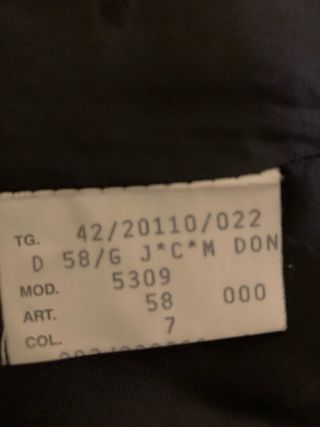 TG. 42/20110/022
D 58/G J*C*M DON
MOD. 5309
ART. 58 000
COL. 7